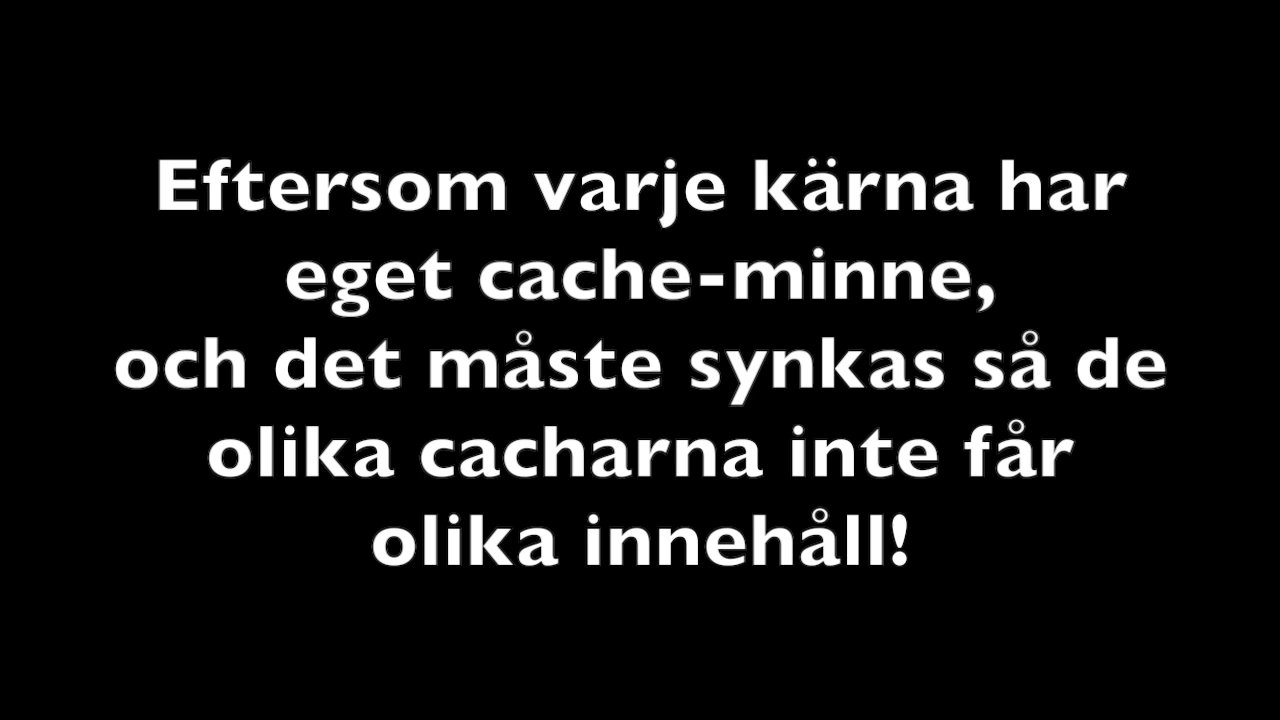 Eftersom varje kärna har
eget cache-minne,
och det måste synkas så de
olika cacharna inte får
olika innehåll!